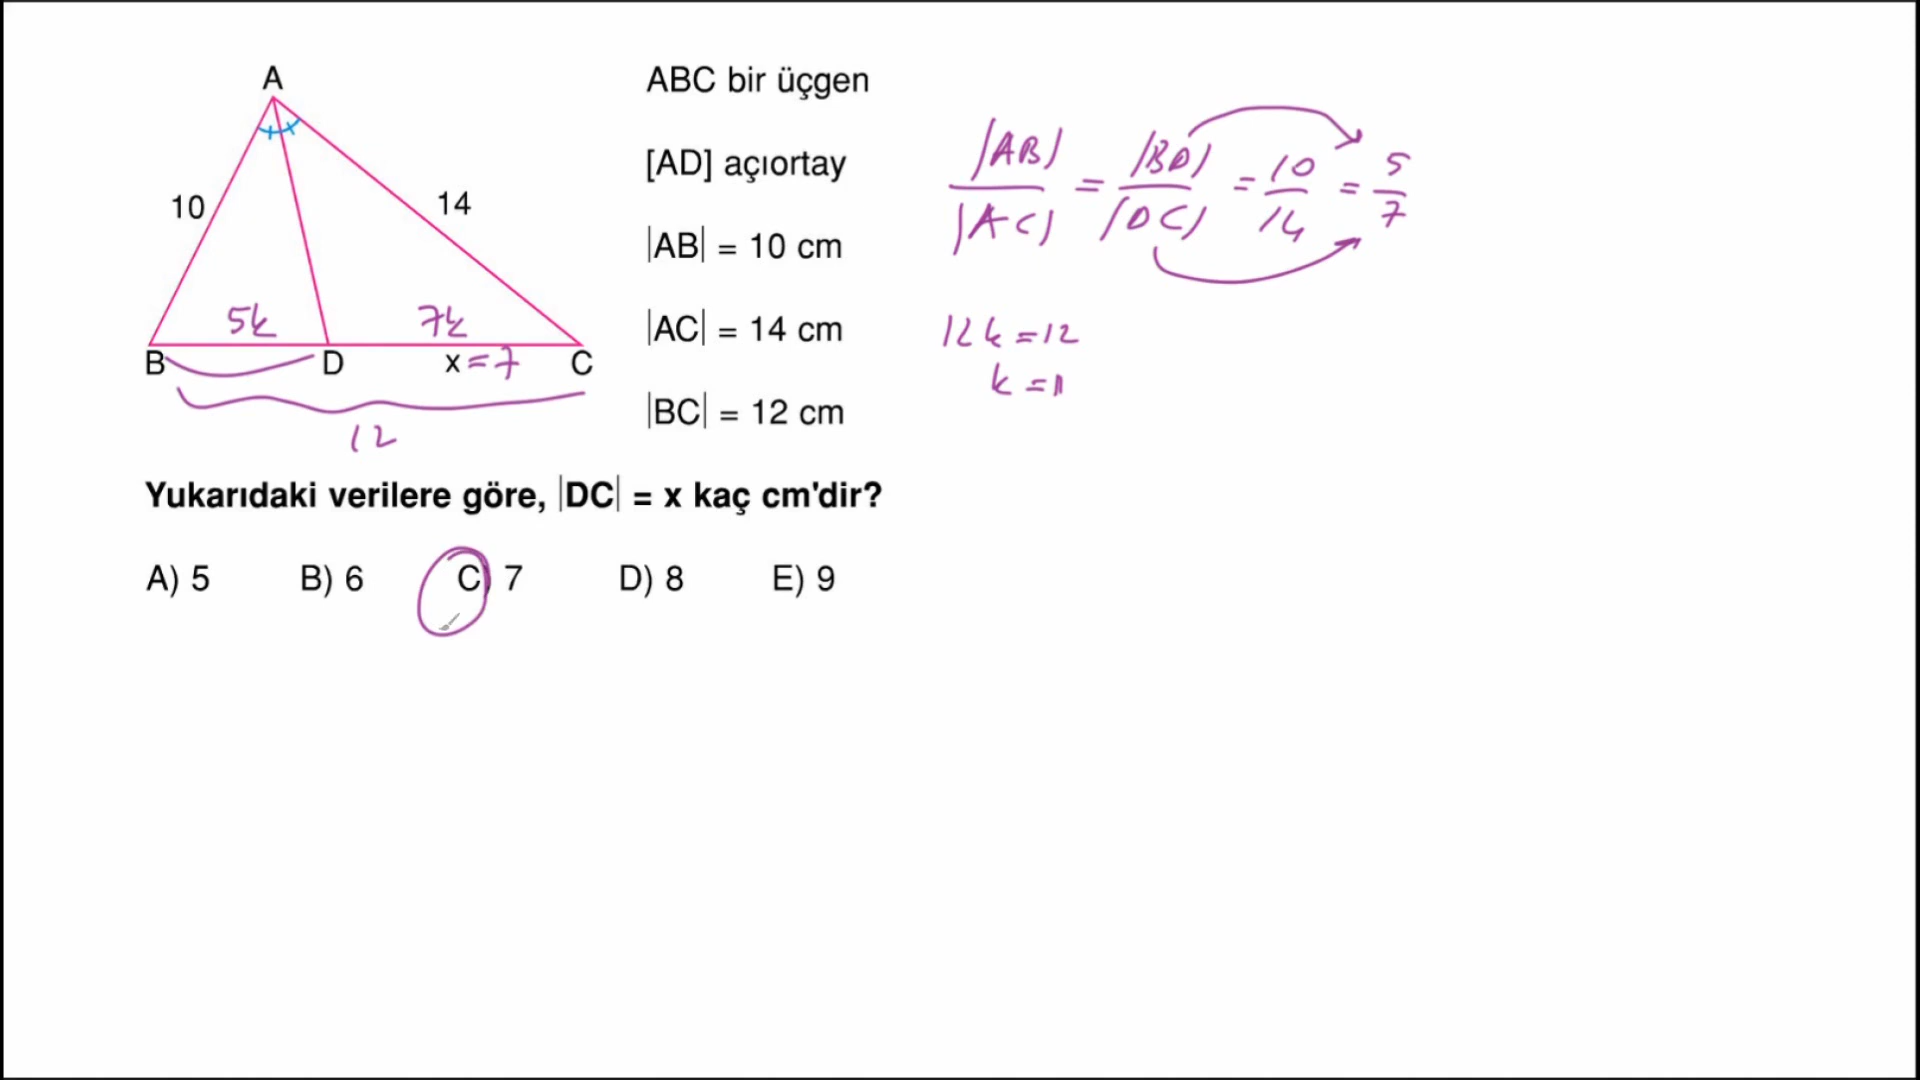 A
10
14
5k
7k
B
D
x = 7
C
12
ABC bir üçgen
[AD] açıortay
|AB| = 10 cm
|AC| = 14 cm
|BC| = 12 cm
|AB| / |AC| = |BD| / |DC| = 10 / 14 = 5 / 7
12k = 12
k = 1
Yukarıdaki verilere göre, |DC| = x kaç cm'dir?
A) 5 B) 6 C) 7 D) 8 E) 9